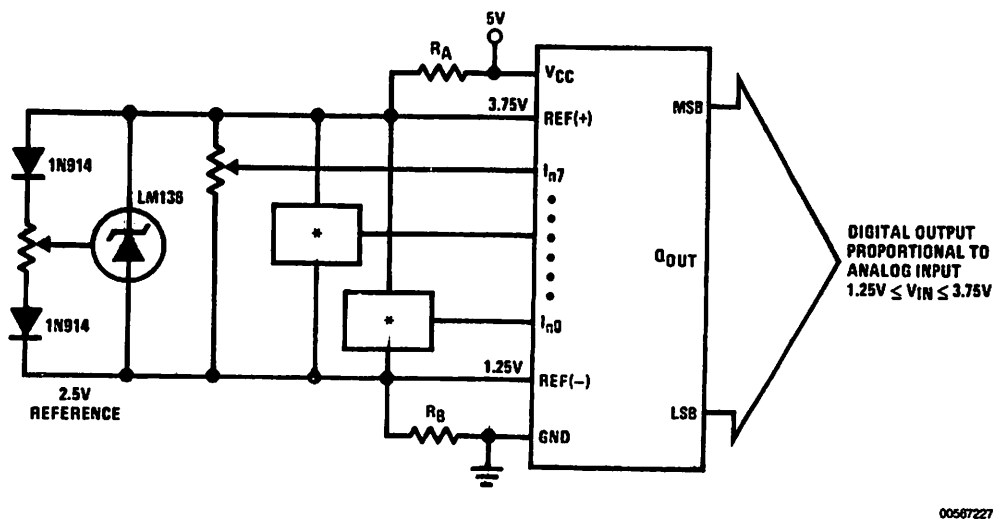 5V
RA
VCC
3.75V
REF(+)
MSB
1N914
In7
LM136
*
QOUT
DIGITAL OUTPUT
PROPORTIONAL TO
ANALOG INPUT
1.25V ≤ VIN ≤ 3.75V
*
In0
1N914
1.25V
REF(−)
2.5V
REFERENCE
RB
LSB
GND
00567227